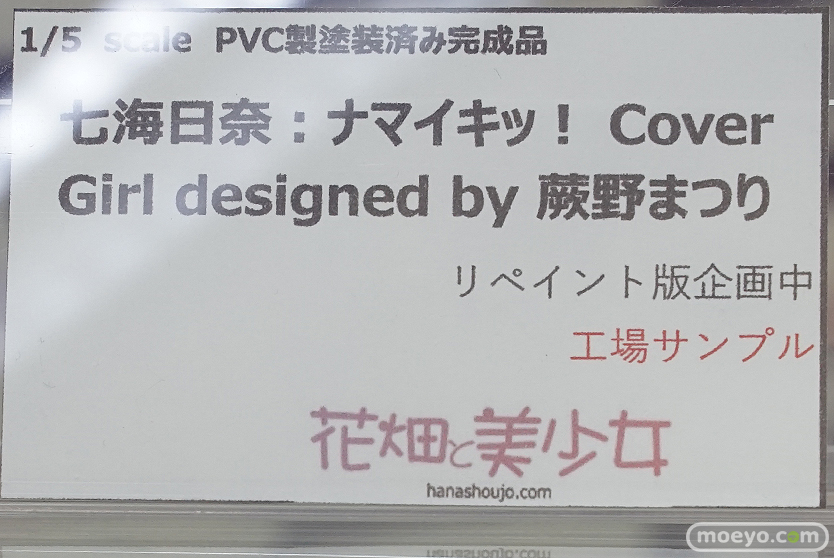 1/5 scale PVC製塗装済み完成品
七海日奈：ナマイキッ！ Cover
Girl designed by 蕨野まつり
リペイント版企画中
工場サンプル
花畑と美少女
hanashoujo.com
moeyo.com